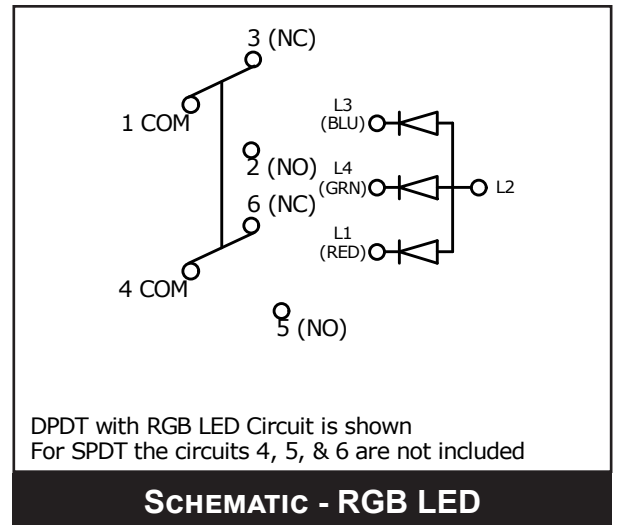 3 (NC)
1 COM
2 (NO)
6 (NC)
4 COM
5 (NO)
L3
(BLU)
L4
(GRN)
L2
L1
(RED)
DPDT with RGB LED Circuit is shown
For SPDT the circuits 4, 5, & 6 are not included
SCHEMATIC - RGB LED